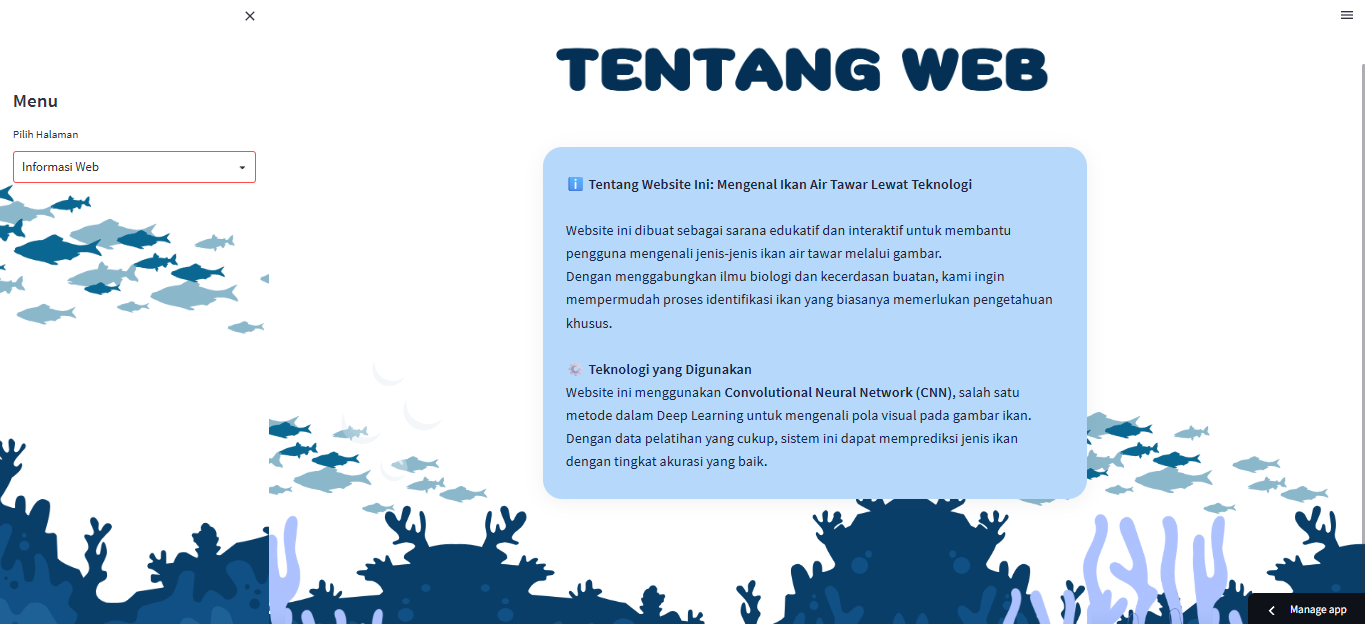 TENTANG WEB
Menu
Pilih Halaman
Informasi Web
Tentang Website Ini: Mengenal Ikan Air Tawar Lewat Teknologi
Website ini dibuat sebagai sarana edukatif dan interaktif untuk membantu
pengguna mengenali jenis-jenis ikan air tawar melalui gambar.
Dengan menggabungkan ilmu biologi dan kecerdasan buatan, kami ingin
mempermudah proses identifikasi ikan yang biasanya memerlukan pengetahuan
khusus.
Teknologi yang Digunakan
Website ini menggunakan Convolutional Neural Network (CNN), salah satu
metode dalam Deep Learning untuk mengenali pola visual pada gambar ikan.
Dengan data pelatihan yang cukup, sistem ini dapat memprediksi jenis ikan
dengan tingkat akurasi yang baik.
Manage app